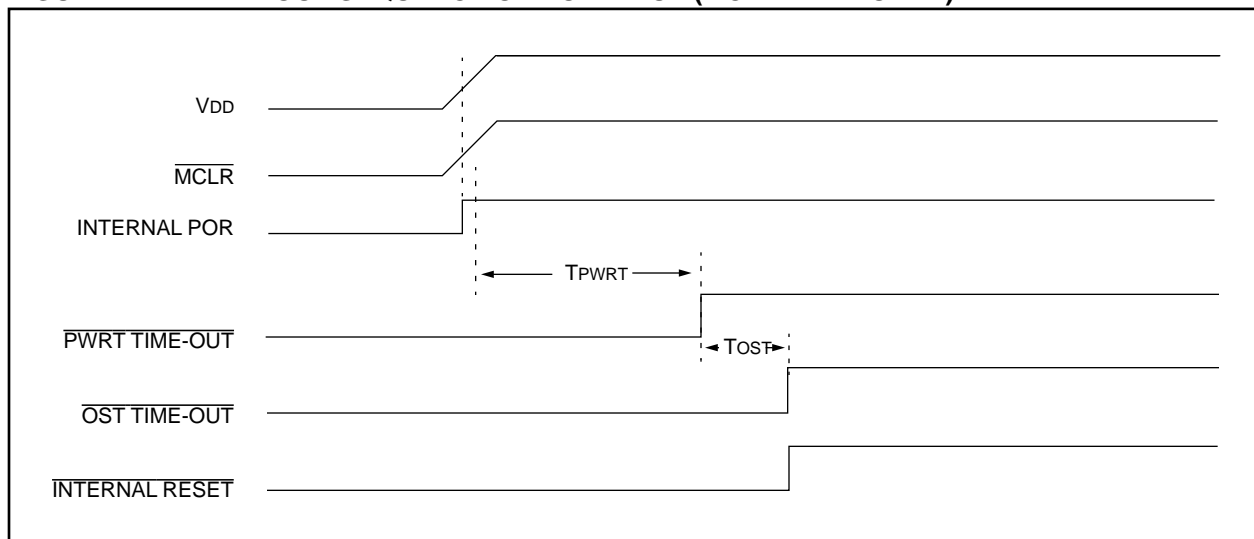 VDD
MCLR
INTERNAL POR
TPWRT
PWRT TIME-OUT
TOST
OST TIME-OUT
INTERNAL RESET